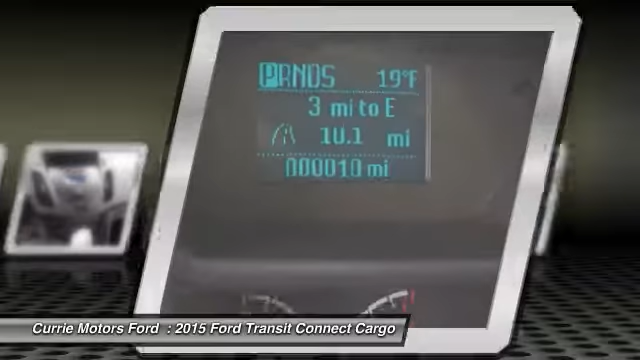 PRNDS 19°F
3 mi to E
10.1 mi
000010 mi
Currie Motors Ford : 2015 Ford Transit Connect Cargo